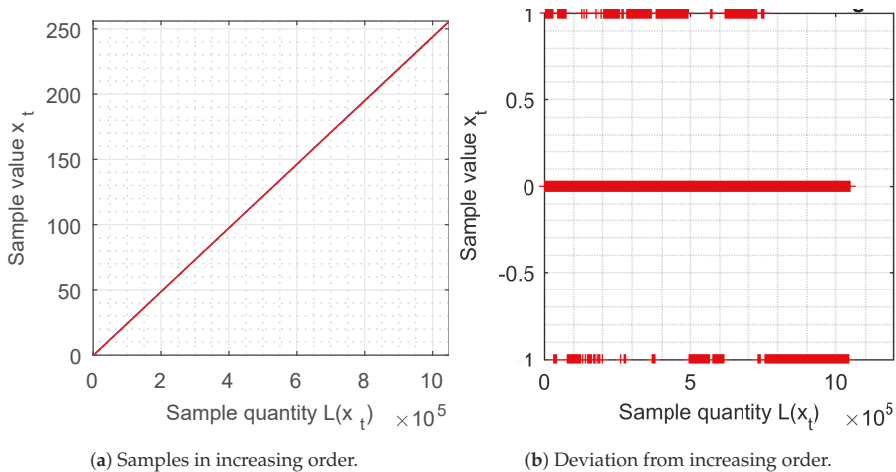 250
200
150
100
50
0
Sample value x t
0 2 4 6 8 10
Sample quantity L(x t) ×10 5
(a) Samples in increasing order.
1
0.5
0
-0.5
1
Sample value x t
0 5 10
Sample quantity L(x t) ×10 5
(b) Deviation from increasing order.